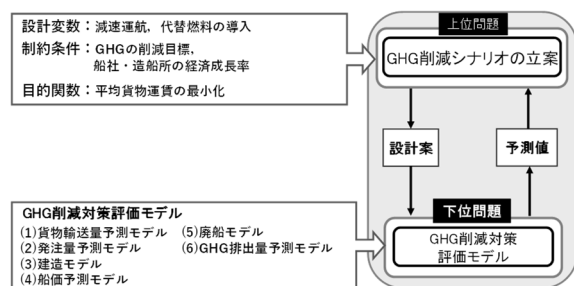 設計変数：減速運航，代替燃料の導入
制約条件：GHGの削減目標，
船社・造船所の経済成長率
目的関数：平均貨物運賃の最小化
上位問題
GHG削減シナリオの立案
設計案
予測値
下位問題
GHG削減対策
評価モデル
GHG削減対策評価モデル
(1)貨物輸送量予測モデル (5)廃船モデル
(2)発注量予測モデル (6)GHG排出量予測モデル
(3)建造モデル
(4)船価予測モデル